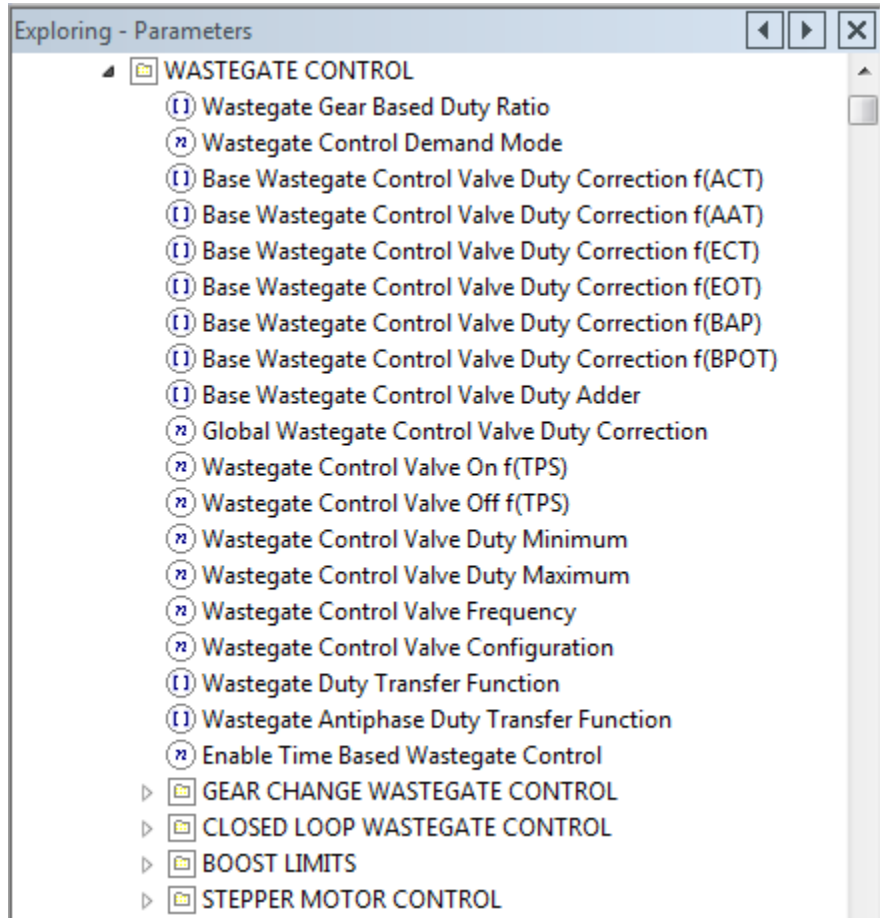 Exploring - Parameters
WASTEGATE CONTROL
Wastegate Gear Based Duty Ratio
Wastegate Control Demand Mode
Base Wastegate Control Valve Duty Correction f(ACT)
Base Wastegate Control Valve Duty Correction f(AAT)
Base Wastegate Control Valve Duty Correction f(ECT)
Base Wastegate Control Valve Duty Correction f(EOT)
Base Wastegate Control Valve Duty Correction f(BAP)
Base Wastegate Control Valve Duty Correction f(BPOT)
Base Wastegate Control Valve Duty Adder
Global Wastegate Control Valve Duty Correction
Wastegate Control Valve On f(TPS)
Wastegate Control Valve Off f(TPS)
Wastegate Control Valve Duty Minimum
Wastegate Control Valve Duty Maximum
Wastegate Control Valve Frequency
Wastegate Control Valve Configuration
Wastegate Duty Transfer Function
Wastegate Antiphase Duty Transfer Function
Enable Time Based Wastegate Control
GEAR CHANGE WASTEGATE CONTROL
CLOSED LOOP WASTEGATE CONTROL
BOOST LIMITS
STEPPER MOTOR CONTROL